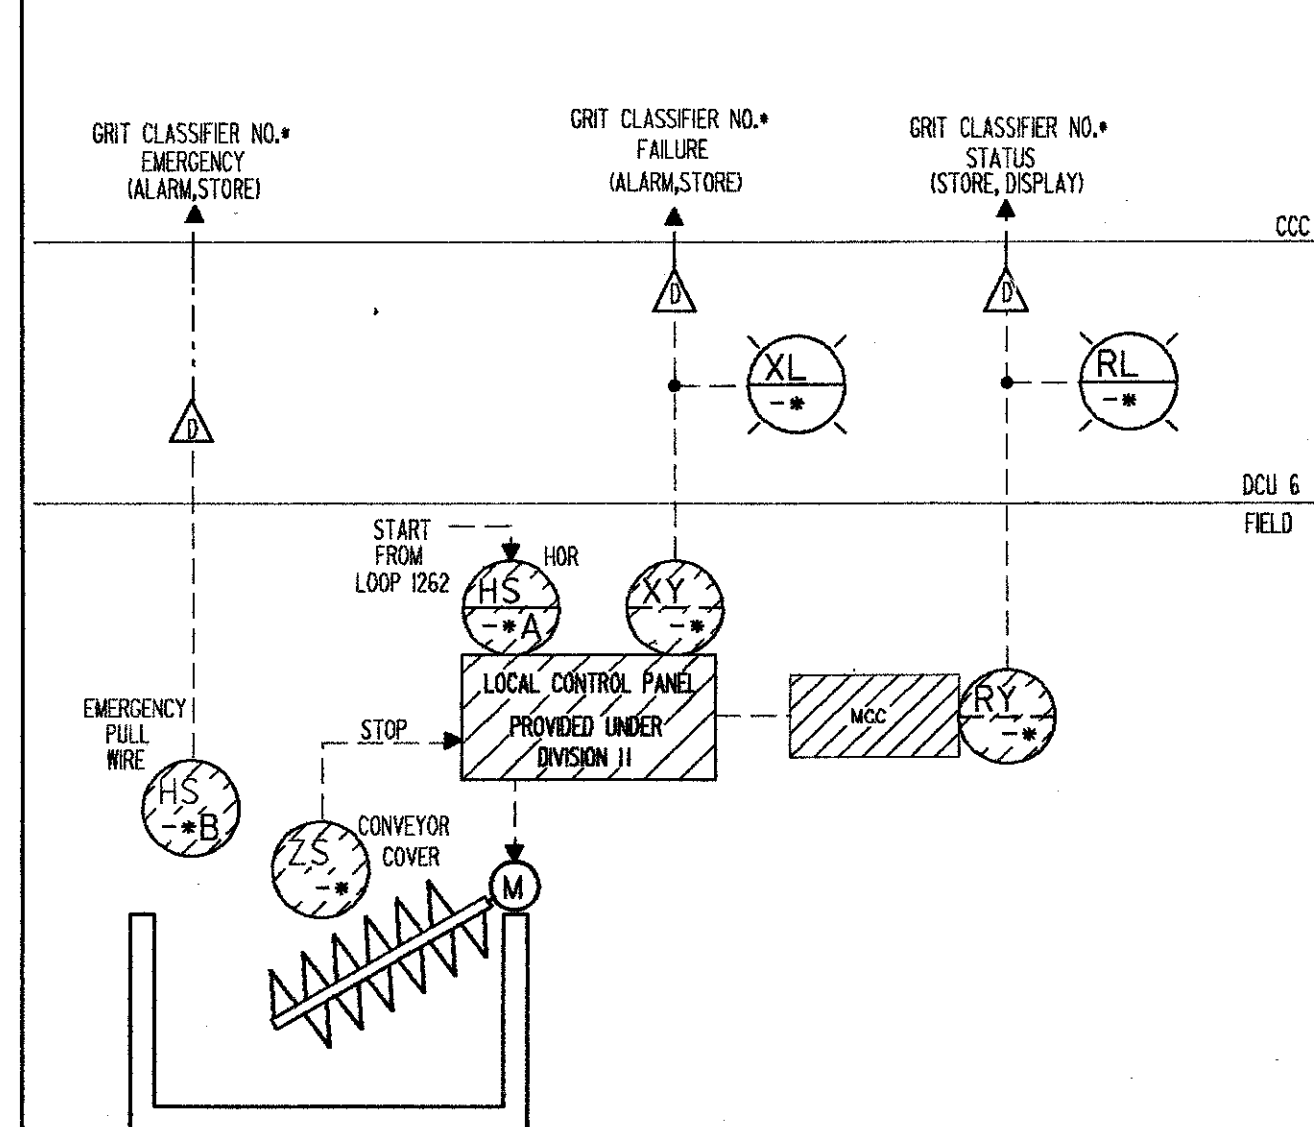 GRIT CLASSIFIER NO.*
EMERGENCY
(ALARM,STORE)
GRIT CLASSIFIER NO.*
FAILURE
(ALARM,STORE)
GRIT CLASSIFIER NO.*
STATUS
(STORE, DISPLAY)
CCC
D
D
D
XL
-*
RL
-*
DCU 6
FIELD
START
FROM
LOOP 1262
HOR
HS
-*A
XY
-*
LOCAL CONTROL PANEL
PROVIDED UNDER
DIVISION 11
MCC
RY
-*
EMERGENCY
PULL
WIRE
STOP
HS
-*B
ZS
-*
CONVEYOR
COVER
M